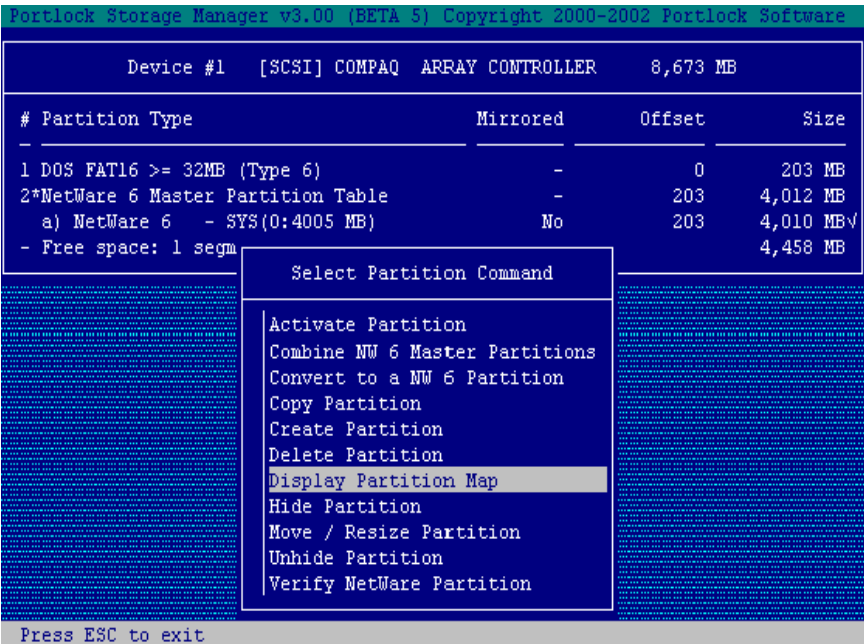 Portlock Storage Manager v3.00 (BETA 5) Copyright 2000-2002 Portlock Software
Device #1 [SCSI] COMPAQ ARRAY CONTROLLER 8,673 MB
# Partition Type Mirrored Offset Size
1 DOS FAT16 >= 32MB (Type 6) - 0 203 MB
2*NetWare 6 Master Partition Table - 203 4,012 MB
a) NetWare 6 - SYS(0:4005 MB) No 203 4,010 MB√
- Free space: 1 segm 4,458 MB
Select Partition Command
Activate Partition
Combine NW 6 Master Partitions
Convert to a NW 6 Partition
Copy Partition
Create Partition
Delete Partition
Display Partition Map
Hide Partition
Move / Resize Partition
Unhide Partition
Verify NetWare Partition
Press ESC to exit